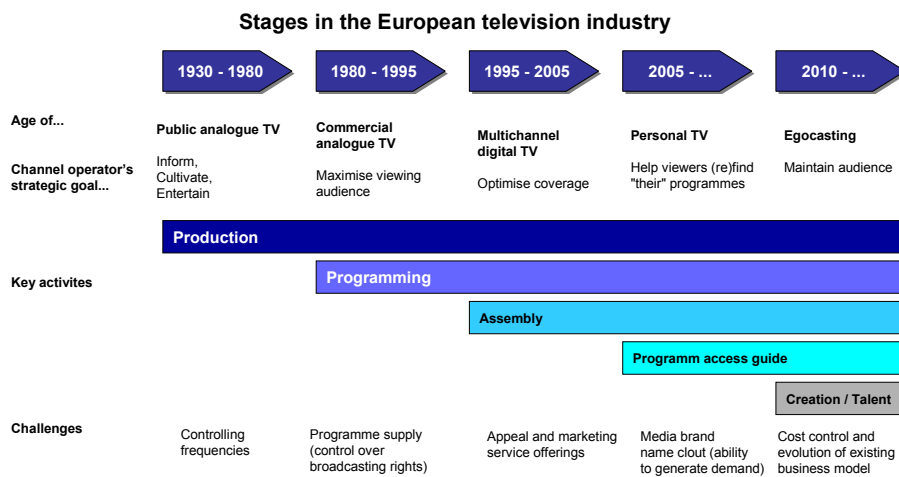 Stages in the European television industry
1930 - 1980
1980 - 1995
1995 - 2005
2005 - ...
2010 - ...
Age of...
Public analogue TV
Commercial
analogue TV
Multichannel
digital TV
Personal TV
Egocasting
Channel operator's
strategic goal...
Inform,
Cultivate,
Entertain
Maximise viewing
audience
Optimise coverage
Help viewers (re)find
"their" programmes
Maintain audience
Production
Key activites
Programming
Assembly
Programm access guide
Creation / Talent
Challenges
Controlling
frequencies
Programme supply
(control over
broadcasting rights)
Appeal and marketing
service offerings
Media brand
name clout (ability
to generate demand)
Cost control and
evolution of existing
business model